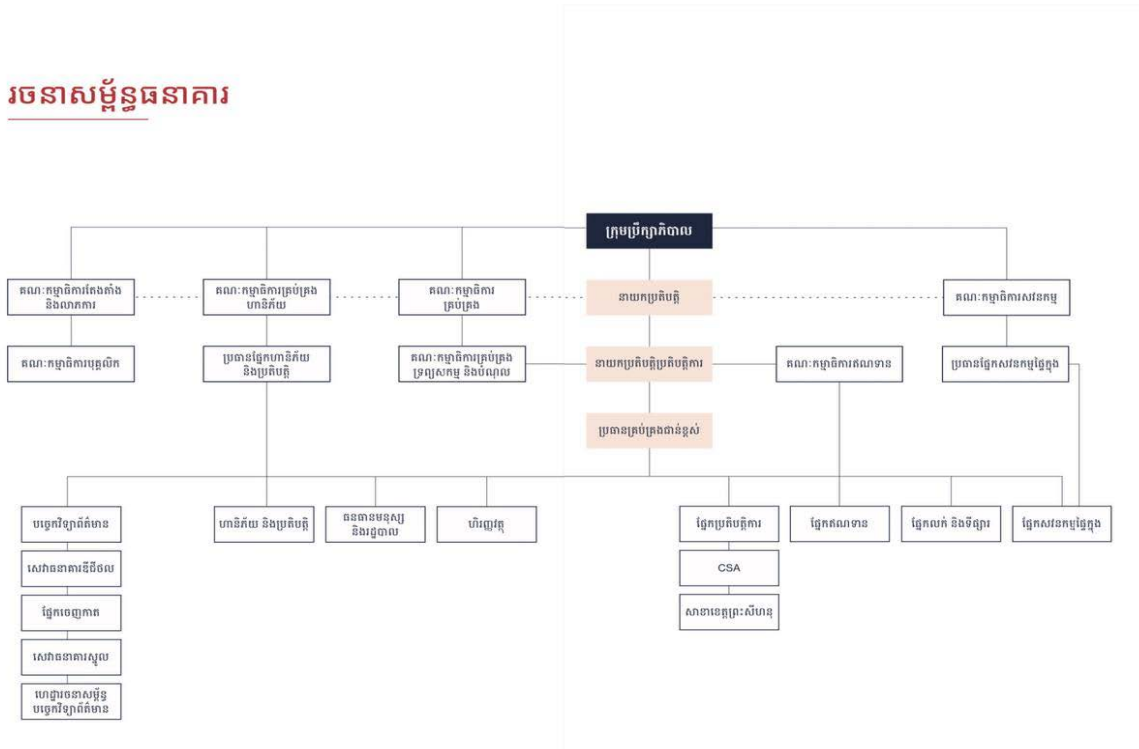 រចនាសម្ព័ន្ធធនាគារ
ក្រុមប្រឹក្សាភិបាល
គណៈកម្មាធិការតែងតាំង
និងលាភការ
គណៈកម្មាធិការគ្រប់គ្រង
ហានិភ័យ
គណៈកម្មាធិការ
គ្រប់គ្រង
នាយកប្រតិបត្តិ
គណៈកម្មាធិការសវនកម្ម
គណៈកម្មាធិការបុគ្គលិក
ប្រធានផ្នែកហានិភ័យ
និងប្រតិបត្តិ
គណៈកម្មាធិការគ្រប់គ្រង
ទ្រព្យសកម្ម និងបំណុល
នាយកប្រតិបត្តិប្រតិបត្តិការ
គណៈកម្មាធិការឥណទាន
ប្រធានផ្នែកសវនកម្មផ្ទៃក្នុង
ប្រធានគ្រប់គ្រងជាន់ខ្ពស់
បច្ចេកវិទ្យាព័ត៌មាន
ហានិភ័យ និងប្រតិបត្តិ
ធនធានមនុស្ស
និងរដ្ឋបាល
ហិរញ្ញវត្ថុ
ផ្នែកប្រតិបត្តិការ
ផ្នែកឥណទាន
ផ្នែកលក់ និងទីផ្សារ
ផ្នែកសវនកម្មផ្ទៃក្នុង
សេវាធនាគារឌីជីថល
CSA
ផ្នែកចេញកាត
សាខាខេត្តព្រះសីហនុ
សេវាធនាគារស្នូល
ហេដ្ឋារចនាសម្ព័ន្ធ
បច្ចេកវិទ្យាព័ត៌មាន